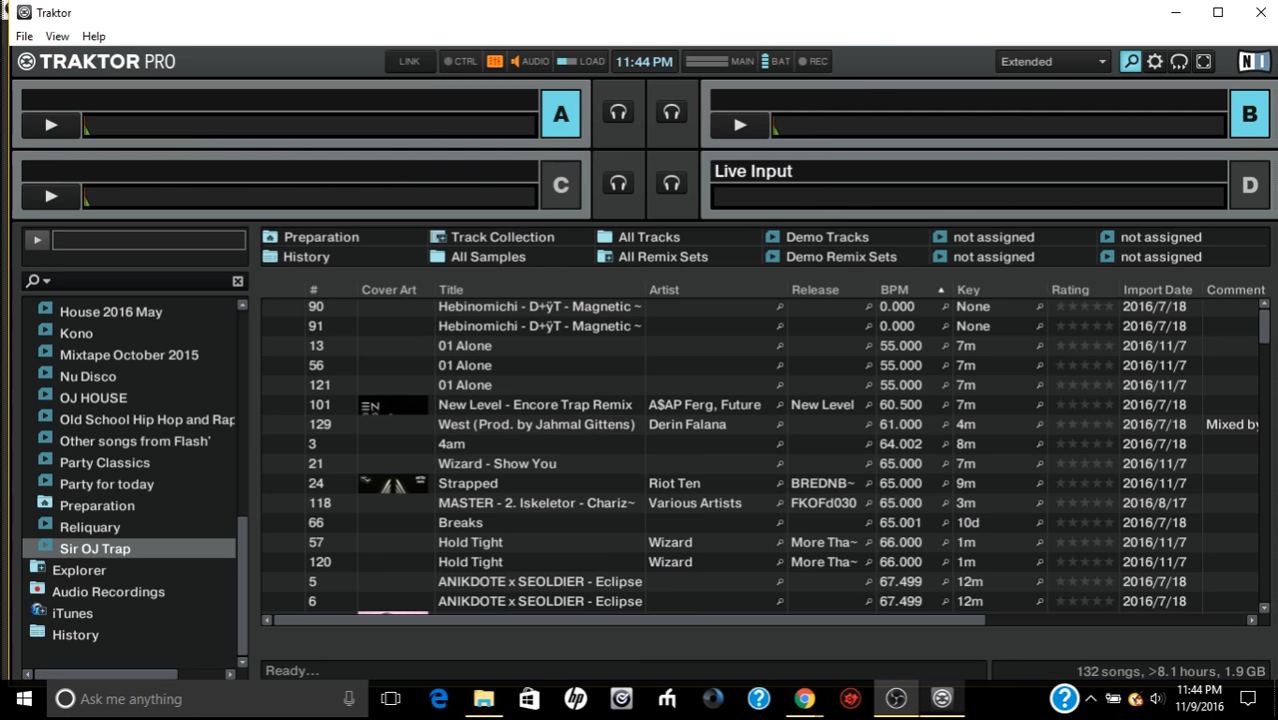 Traktor
File View Help
TRAKTOR PRO LINK CTRL AUDIO LOAD 11:44 PM MAIN BAT REC Extended NI
A B
C Live Input D
Preparation Track Collection All Tracks Demo Tracks not assigned not assigned
History All Samples All Remix Sets Demo Remix Sets not assigned not assigned
# Cover Art Title Artist Release BPM Key Rating Import Date Comment
90 Hebinomichi - D+ÿT - Magnetic ~ 0.000 None 2016/7/18
91 Hebinomichi - D+ÿT - Magnetic ~ 0.000 None 2016/7/18
13 01 Alone 55.000 7m 2016/11/7
56 01 Alone 55.000 7m 2016/11/7
121 01 Alone 55.000 7m 2016/11/7
101 New Level - Encore Trap Remix A$AP Ferg, Future New Level 60.500 7m 2016/7/18
129 West (Prod. by Jahmal Gittens) Derin Falana 61.000 4m 2016/7/18 Mixed by
3 4am 64.002 8m 2016/7/18
21 Wizard - Show You 65.000 7m 2016/11/7
24 Strapped Riot Ten BREDNB~ 65.000 9m 2016/11/7
118 MASTER - 2. Iskeletor - Chariz~ Various Artists FKOFd030 65.000 3m 2016/8/17
66 Breaks 65.001 10d 2016/11/7
57 Hold Tight Wizard More Tha~ 66.000 1m 2016/11/7
120 Hold Tight Wizard More Tha~ 66.000 1m 2016/11/7
5 ANIKDOTE x SEOLDIER - Eclipse 67.499 12m 2016/7/18
6 ANIKDOTE x SEOLDIER - Eclipse 67.499 12m 2016/7/18
House 2016 May
Kono
Mixtape October 2015
Nu Disco
OJ HOUSE
Old School Hip Hop and Rap
Other songs from Flash'
Party Classics
Party for today
Preparation
Reliquary
Sir OJ Trap
Explorer
Audio Recordings
iTunes
History
Ready... 132 songs, >8.1 hours, 1.9 GB
Ask me anything 11:44 PM
11/9/2016